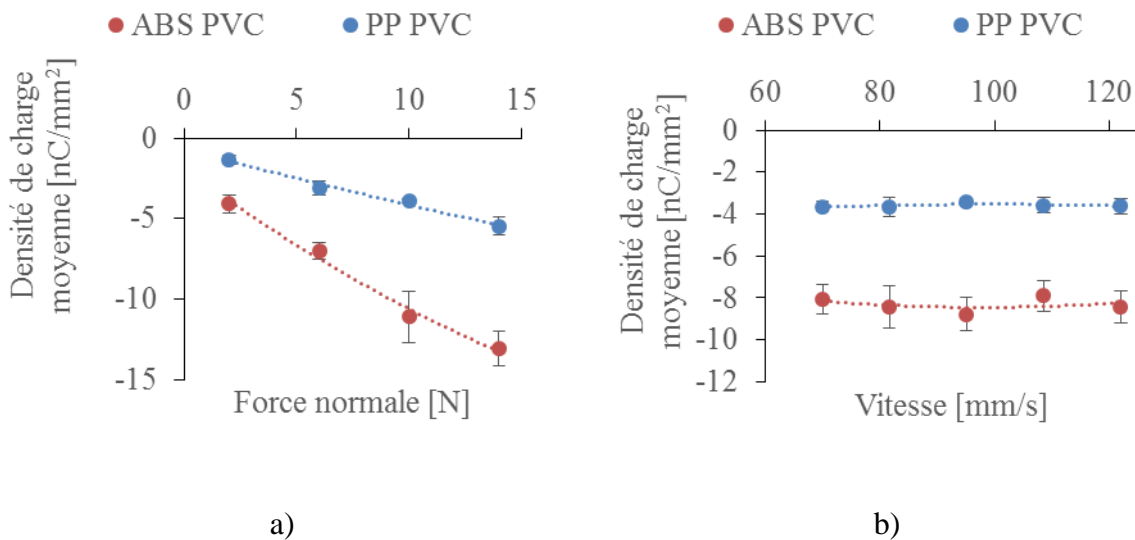 ABS PVC
PP PVC
0 5 10 15
0
-5
-10
-15
Densité de charge
moyenne [nC/mm²]
Force normale [N]
a)
ABS PVC
PP PVC
60 80 100 120
0
-2
-4
-6
-8
-10
-12
Densité de charge
moyenne [nC/mm²]
Vitesse [mm/s]
b)